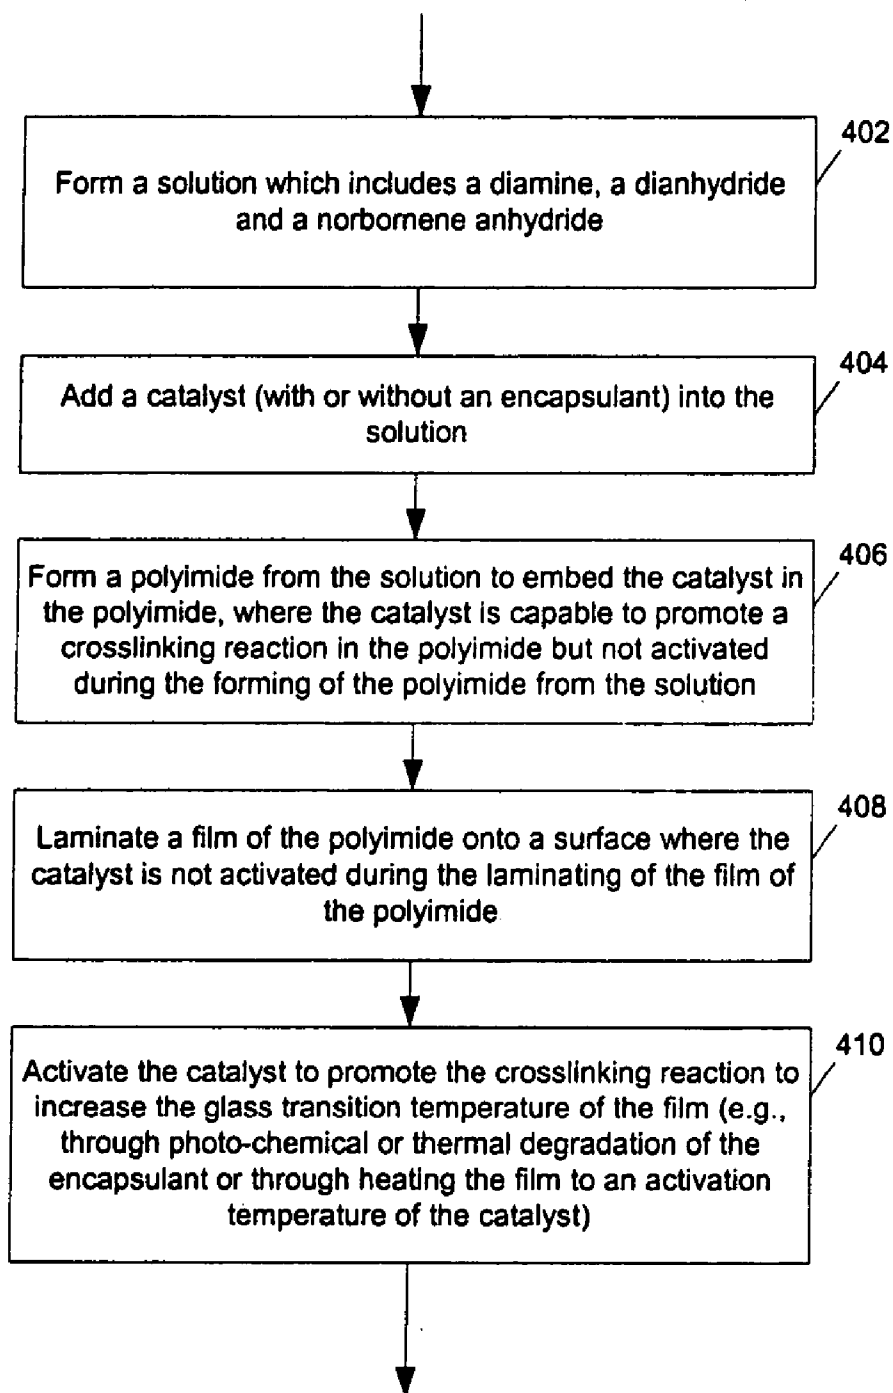 402
Form a solution which includes a diamine, a dianhydride
and a norbornene anhydride
404
Add a catalyst (with or without an encapsulant) into the
solution
406
Form a polyimide from the solution to embed the catalyst in
the polyimide, where the catalyst is capable to promote a
crosslinking reaction in the polyimide but not activated
during the forming of the polyimide from the solution
408
Laminate a film of the polyimide onto a surface where the
catalyst is not activated during the laminating of the film of
the polyimide
410
Activate the catalyst to promote the crosslinking reaction to
increase the glass transition temperature of the film (e.g.,
through photo-chemical or thermal degradation of the
encapsulant or through heating the film to an activation
temperature of the catalyst)